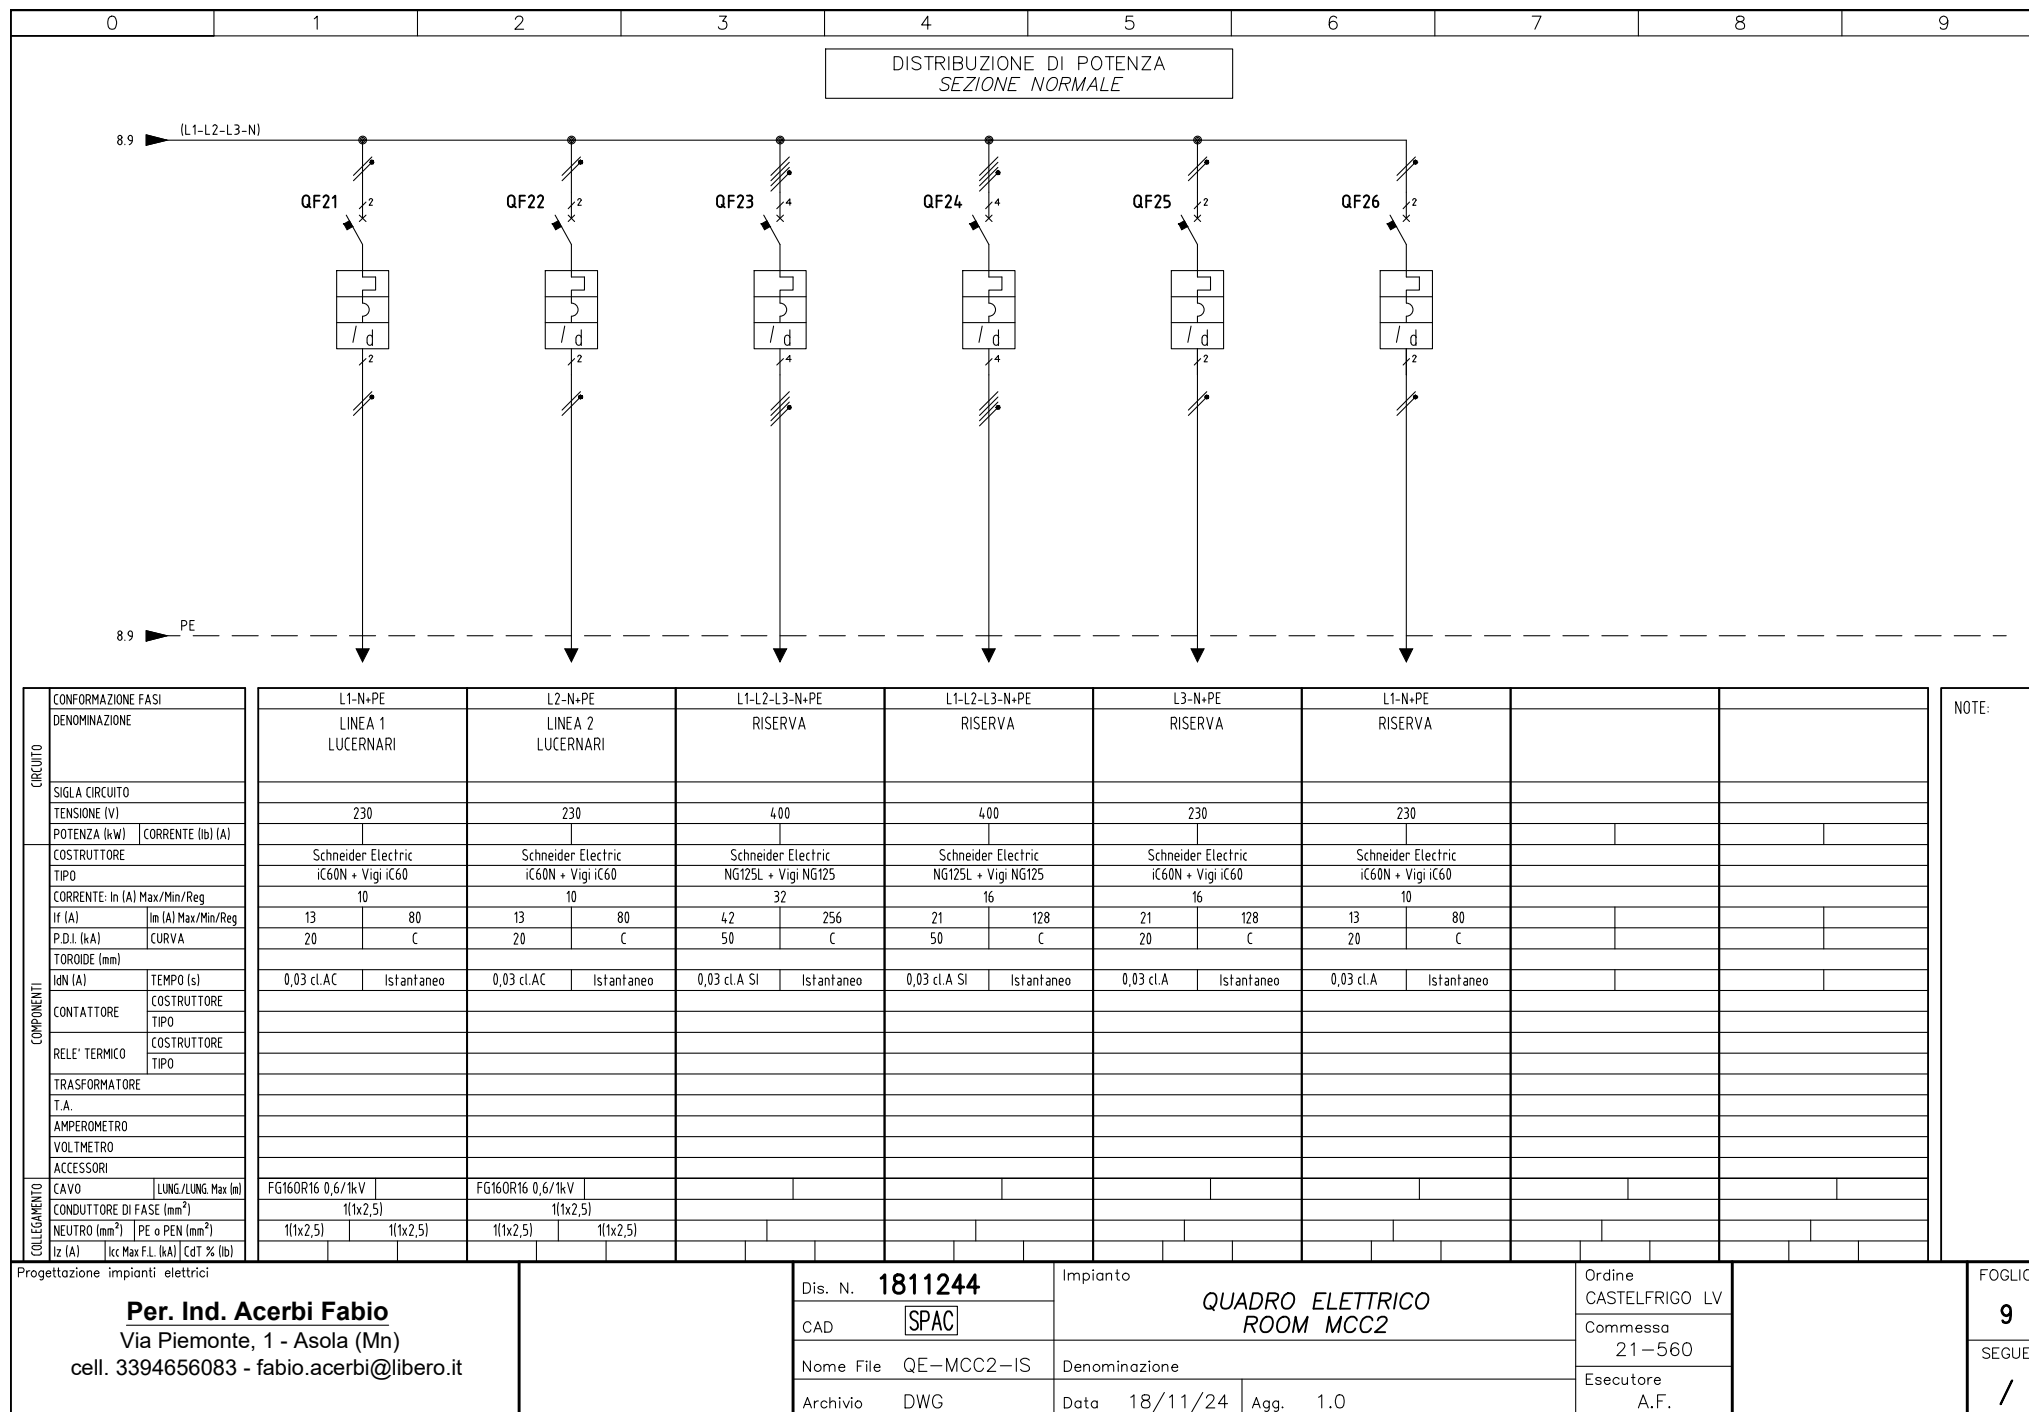 0 1 2 3 4 5 6 7 8 9
DISTRIBUZIONE DI POTENZA
SEZIONE NORMALE
8.9 (L1-L2-L3-N)
QF21 2 QF22 2 QF23 4 QF24 4 QF25 2 QF26 2
I d I d I d I d I d I d
2 2 4 4 2 2
8.9 PE
CIRCUITO
CONFORMAZIONE FASI L1-N+PE L2-N+PE L1-L2-L3-N+PE L1-L2-L3-N+PE L3-N+PE L1-N+PE
DENOMINAZIONE LINEA 1 LINEA 2 RISERVA RISERVA RISERVA RISERVA
LUCERNARI LUCERNARI
SIGLA CIRCUITO
TENSIONE (V) 230 230 400 400 230 230
POTENZA (kW) CORRENTE (Ib) (A)
COMPONENTI
COSTRUTTORE Schneider Electric Schneider Electric Schneider Electric Schneider Electric Schneider Electric Schneider Electric
TIPO iC60N + Vigi iC60 iC60N + Vigi iC60 NG125L + Vigi NG125 NG125L + Vigi NG125 iC60N + Vigi iC60 iC60N + Vigi iC60
CORRENTE: In (A) Max/Min/Reg 10 10 32 16 16 10
If (A) Im (A) Max/Min/Reg 13 80 13 80 42 256 21 128 21 128 13 80
P.D.I. (kA) CURVA 20 C 20 C 50 C 50 C 20 C 20 C
TOROIDE (mm)
IdN (A) TEMPO (s) 0,03 cl.AC Istantaneo 0,03 cl.AC Istantaneo 0,03 cl.A SI Istantaneo 0,03 cl.A SI Istantaneo 0,03 cl.A Istantaneo 0,03 cl.A Istantaneo
CONTATTORE COSTRUTTORE
TIPO
RELE' TERMICO COSTRUTTORE
TIPO
TRASFORMATORE
T.A.
AMPEROMETRO
VOLTMETRO
ACCESSORI
COLLEGAMENTO
CAVO LUNG./LUNG. Max (m) FG16OR16 0,6/1kV FG16OR16 0,6/1kV
CONDUTTORE DI FASE (mm²) 1(1x2,5) 1(1x2,5)
NEUTRO (mm²) PE o PEN (mm²) 1(1x2,5) 1(1x2,5) 1(1x2,5) 1(1x2,5)
Iz (A) Icc Max F.L. (kA) CdT % (Ib)
NOTE:
Progettazione impianti elettrici
Per. Ind. Acerbi Fabio
Via Piemonte, 1 - Asola (Mn)
cell. 3394656083 - fabio.acerbi@libero.it
Dis. N. 1811244
CAD SPAC
Nome File QE-MCC2-IS
Archivio DWG
Impianto
QUADRO ELETTRICO
ROOM MCC2
Denominazione
Data 18/11/24 Agg. 1.0
Ordine
CASTELFRIGO LV
Commessa
21-560
Esecutore
A.F.
FOGLIO
9
SEGUE
/